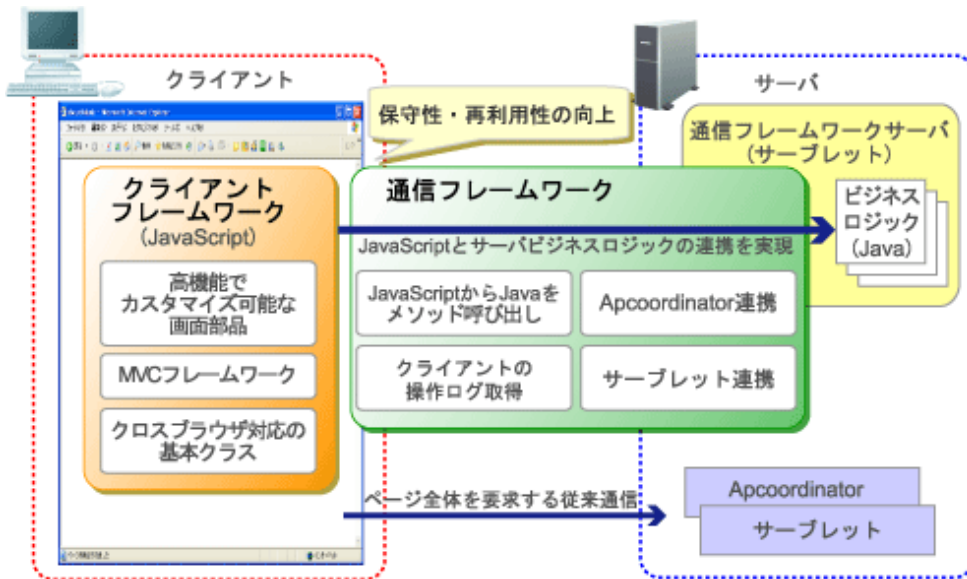 クライアント
サーバ
保守性・再利用性の向上
通信フレームワークサーバ
(サーブレット)
クライアント
フレームワーク
(JavaScript)
通信フレームワーク
ビジネス
ロジック
(Java)
JavaScriptとサーバビジネスロジックの連携を実現
高機能で
カスタマイズ可能な
画面部品
JavaScriptからJavaを
メソッド呼び出し
Apcoordinator連携
MVCフレームワーク
クライアントの
操作ログ取得
サーブレット連携
クロスブラウザ対応の
基本クラス
ページ全体を要求する従来通信
Apcoordinator
サーブレット